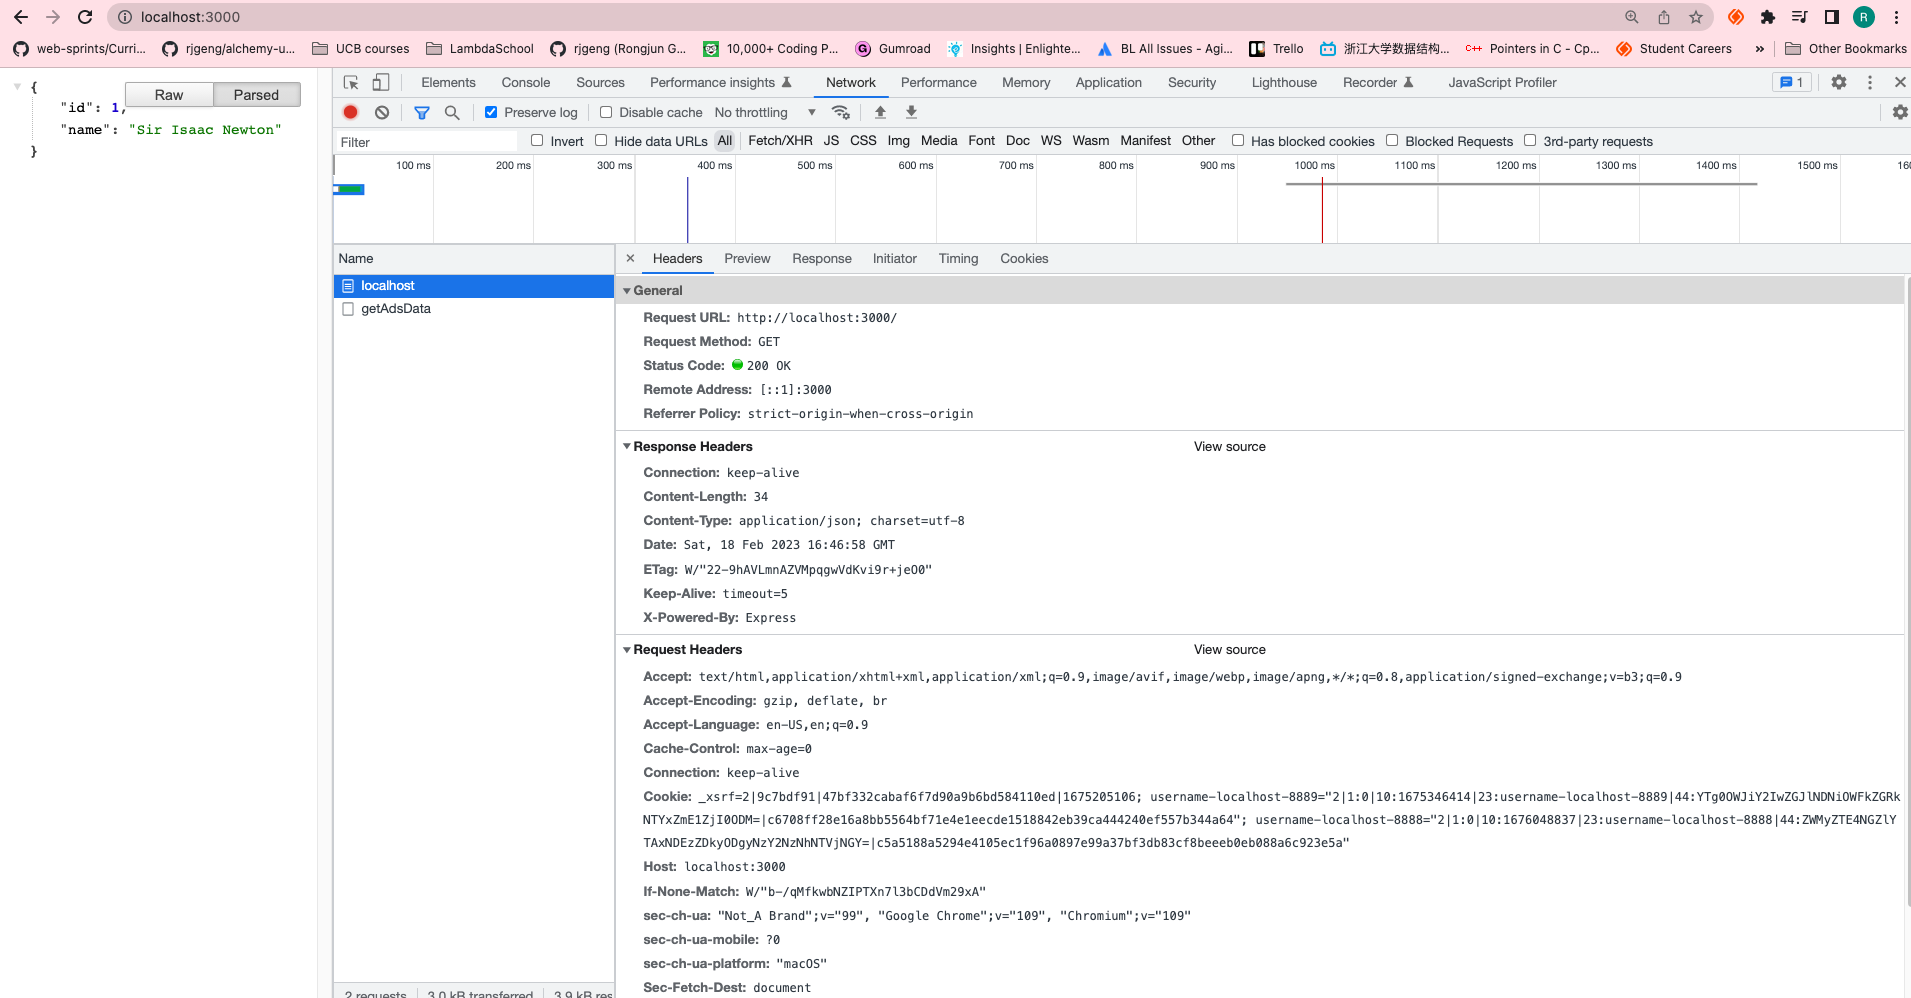 localhost:3000
R
web-sprints/Curri...
rjgeng/alchemy-u...
UCB courses
LambdaSchool
rjgeng (Rongjun G...
10,000+ Coding P...
Gumroad
Insights | Enlighte...
BL All Issues - Agi...
Trello
浙江大学数据结构...
Pointers in C - Cp...
Student Careers
»
Other Bookmarks
{
Raw
Parsed
"id": 1,
"name": "Sir Isaac Newton"
}
Elements
Console
Sources
Performance insights
Network
Performance
Memory
Application
Security
Lighthouse
Recorder
JavaScript Profiler
1
Preserve log
Disable cache
No throttling
Filter
Invert
Hide data URLs
All
Fetch/XHR
JS
CSS
Img
Media
Font
Doc
WS
Wasm
Manifest
Other
Has blocked cookies
Blocked Requests
3rd-party requests
100 ms
200 ms
300 ms
400 ms
500 ms
600 ms
700 ms
800 ms
900 ms
1000 ms
1100 ms
1200 ms
1300 ms
1400 ms
1500 ms
Name
localhost
getAdsData
Headers
Preview
Response
Initiator
Timing
Cookies
General
Request URL: http://localhost:3000/
Request Method: GET
Status Code: 200 OK
Remote Address: [::1]:3000
Referrer Policy: strict-origin-when-cross-origin
Response Headers
View source
Connection: keep-alive
Content-Length: 34
Content-Type: application/json; charset=utf-8
Date: Sat, 18 Feb 2023 16:46:58 GMT
ETag: W/"22-9hAVLmnAZVMpqgwVdKvi9r+jeO0"
Keep-Alive: timeout=5
X-Powered-By: Express
Request Headers
View source
Accept: text/html,application/xhtml+xml,application/xml;q=0.9,image/avif,image/webp,image/apng,*/*;q=0.8,application/signed-exchange;v=b3;q=0.9
Accept-Encoding: gzip, deflate, br
Accept-Language: en-US,en;q=0.9
Cache-Control: max-age=0
Connection: keep-alive
Cookie: _xsrf=2|9c7bdf91|47bf332cabaf6f7d90a9b6bd584110ed|1675205106; username-localhost-8889="2|1:0|10:1675346414|23:username-localhost-8889|44:YTg0OWJiY2IwZGJlNDNiOWFkZGRk
NTYxZmE1ZjI0ODM=|c6708ff28e16a8bb5564bf71e4e1eecde1518842eb39ca444240ef557b344a64"; username-localhost-8888="2|1:0|10:1676048837|23:username-localhost-8888|44:ZWMyZTE4NGZlY
TAxNDEzZDkyODgyNzY2NzNhNTVjNGY=|c5a5188a5294e4105ec1f96a0897e99a37bf3db83cf8beeeb0eb088a6c923e5a"
Host: localhost:3000
If-None-Match: W/"b-/qMfkwbNZIPTXn7l3bCDdVm29xA"
sec-ch-ua: "Not_A Brand";v="99", "Google Chrome";v="109", "Chromium";v="109"
sec-ch-ua-mobile: ?0
sec-ch-ua-platform: "macOS"
Sec-Fetch-Dest: document
2 requests
3.0 kB transferred
3.9 kB res